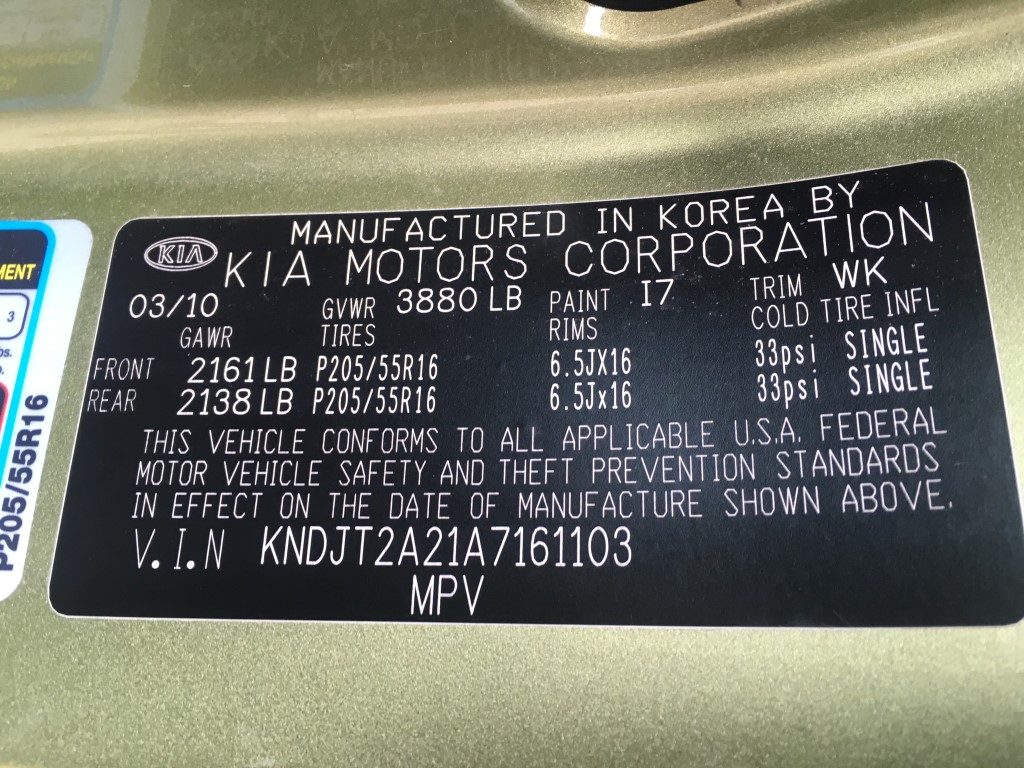 MANUFACTURED IN KOREA BY
KIA KIA MOTORS CORPORATION
03/10 GVWR 3880 LB PAINT I7 TRIM WK
GAWR TIRES RIMS COLD TIRE INFL
FRONT 2161 LB P205/55R16 6.5JX16 33psi SINGLE
REAR 2138 LB P205/55R16 6.5Jx16 33psi SINGLE
THIS VEHICLE CONFORMS TO ALL APPLICABLE U.S.A. FEDERAL
MOTOR VEHICLE SAFETY AND THEFT PREVENTION STANDARDS
IN EFFECT ON THE DATE OF MANUFACTURE SHOWN ABOVE.
V.I.N KNDJT2A21A7161103
MPV
MENT
3
P205/55R16